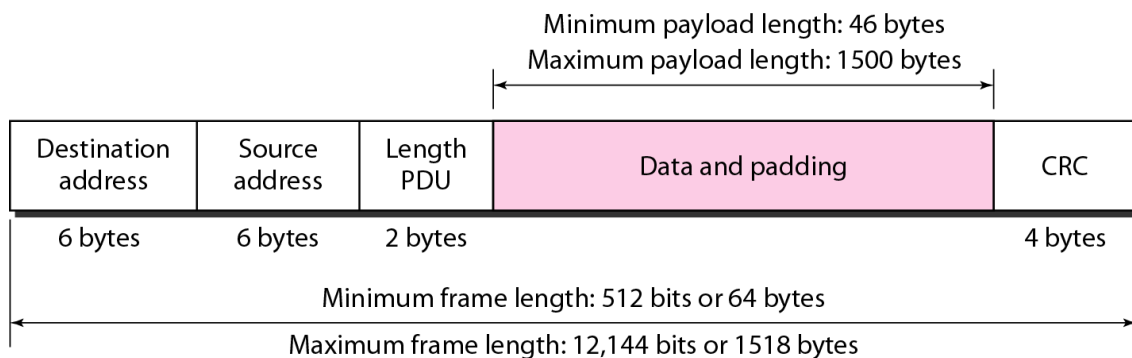 Minimum payload length: 46 bytes
Maximum payload length: 1500 bytes
Destination
address
Source
address
Length
PDU
Data and padding
CRC
6 bytes
6 bytes
2 bytes
4 bytes
Minimum frame length: 512 bits or 64 bytes
Maximum frame length: 12,144 bits or 1518 bytes